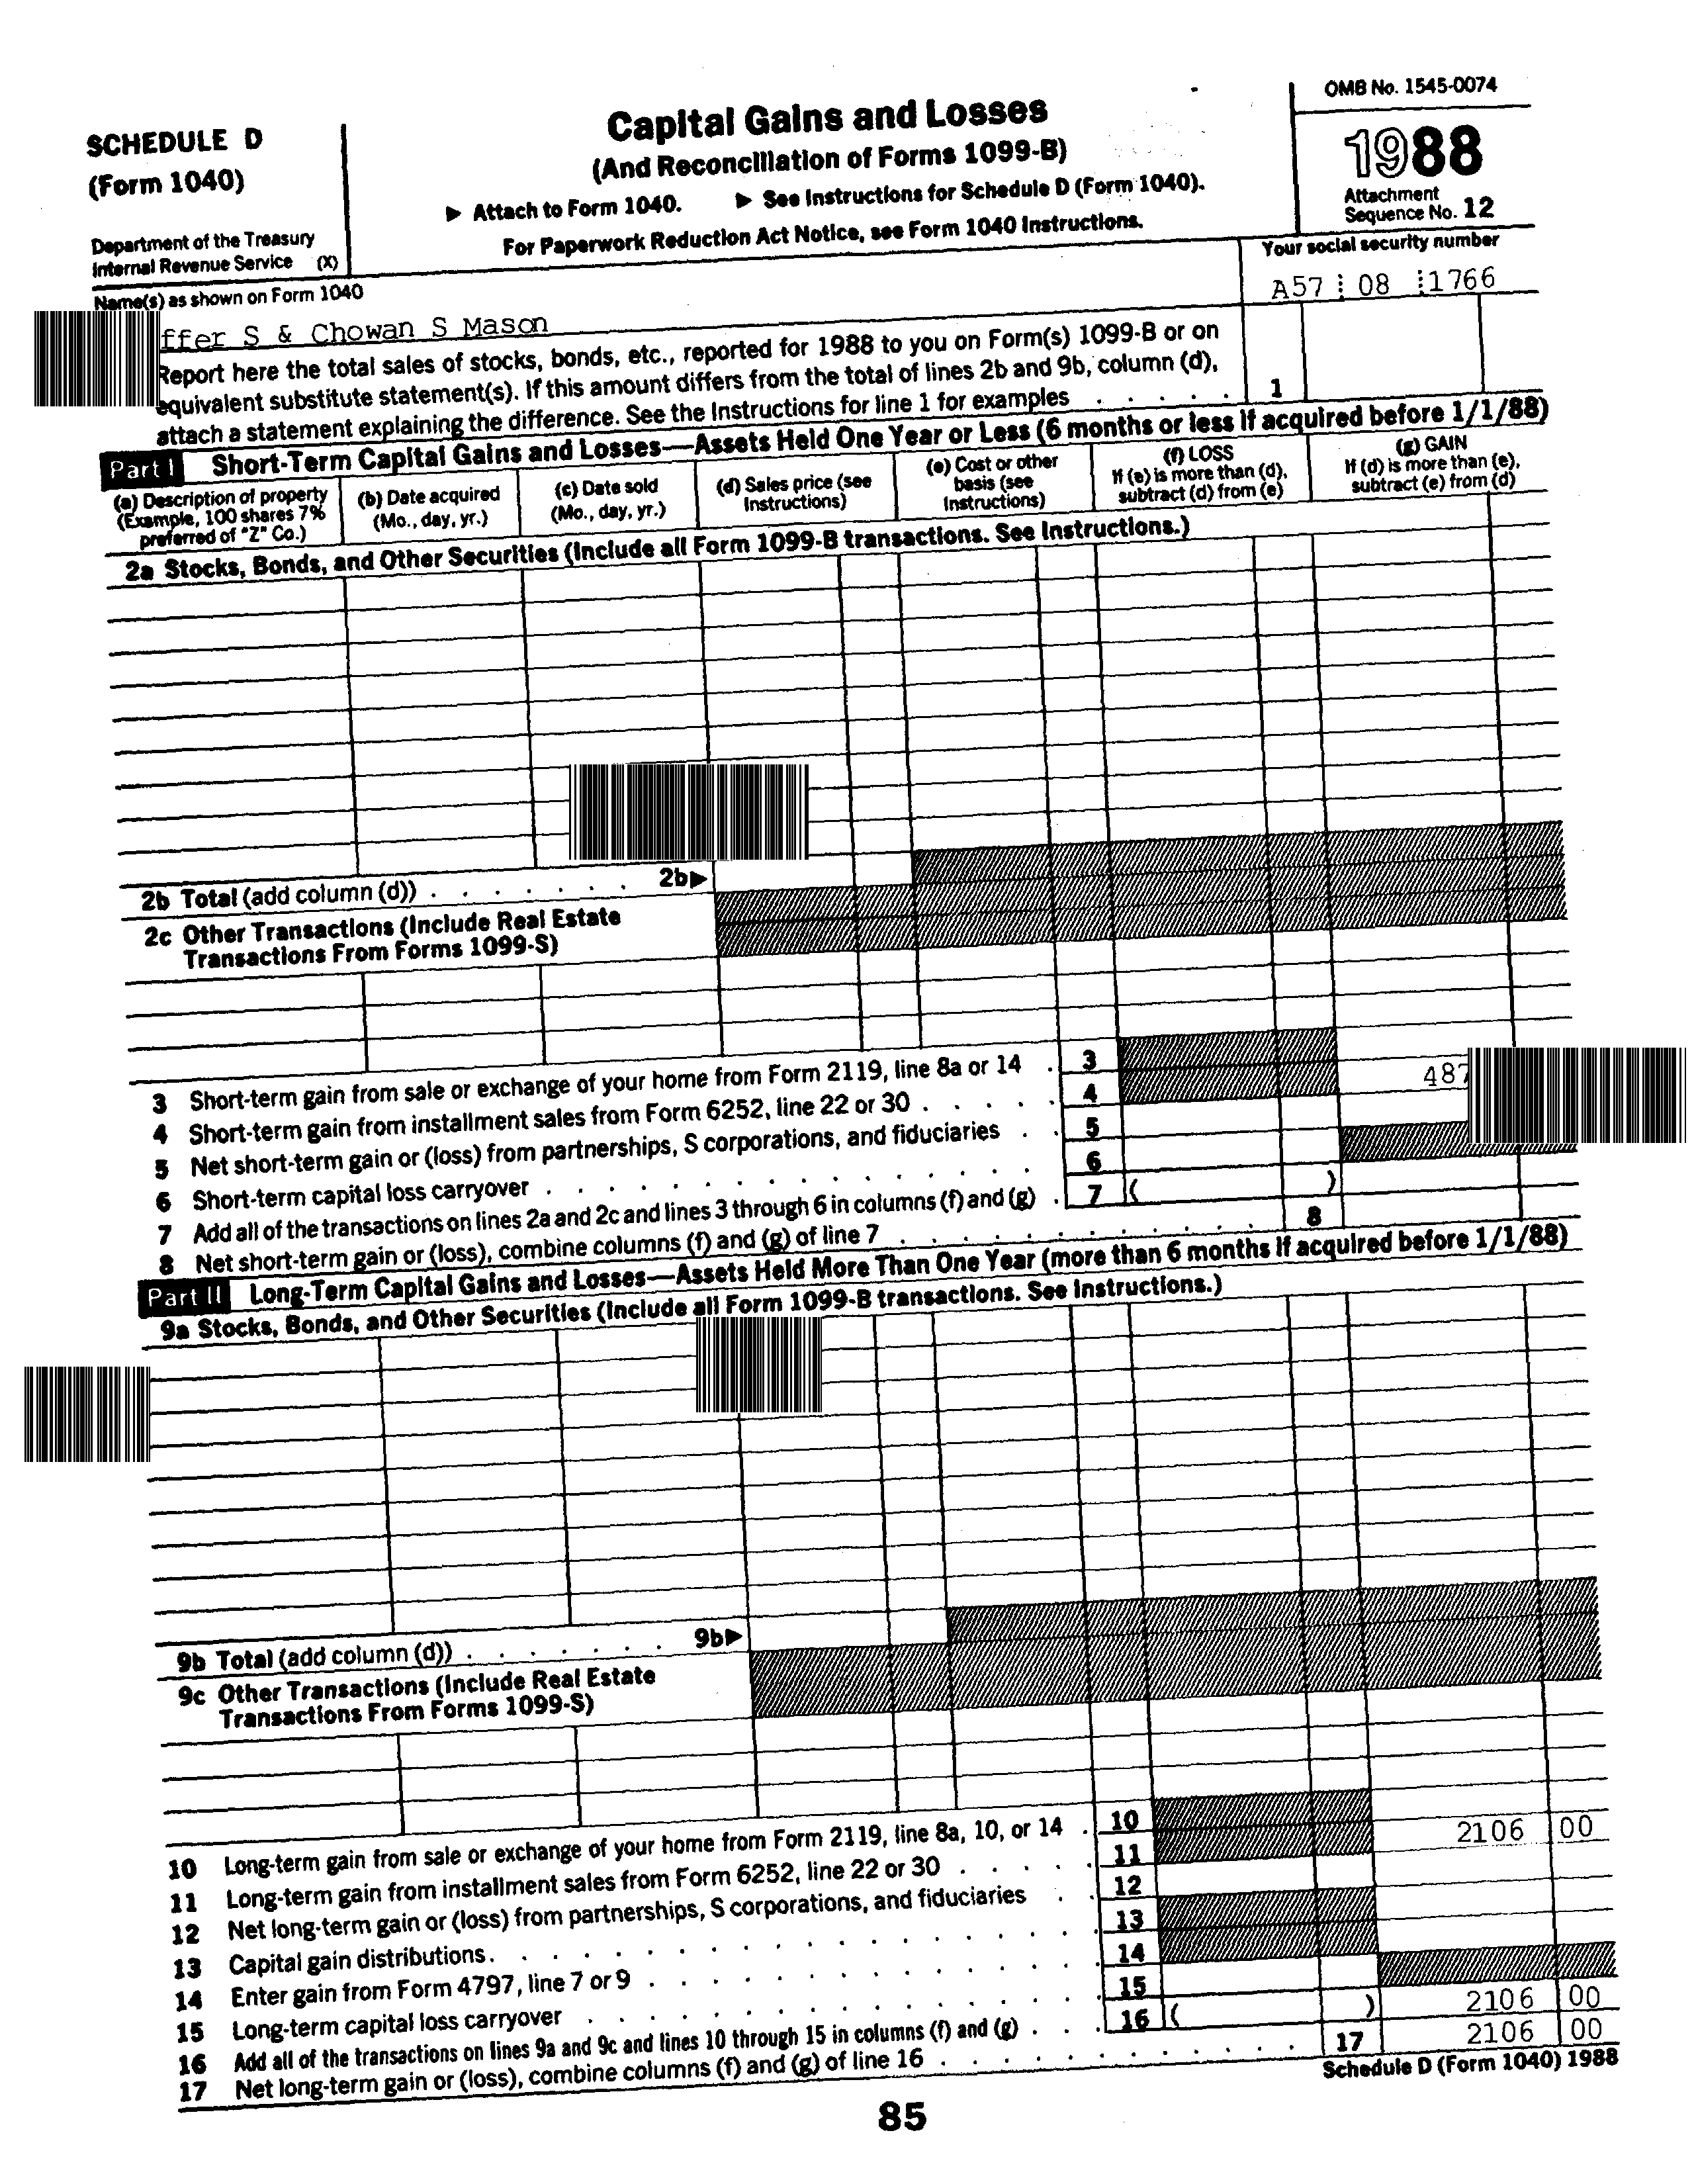 OMB No. 1545-0074
SCHEDULE D
(Form 1040)
Department of the Treasury
Internal Revenue Service (X)
Capital Gains and Losses
(And Reconciliation of Forms 1099-B)
▶ Attach to Form 1040. ▶ See Instructions for Schedule D (Form 1040).
For Paperwork Reduction Act Notice, see Form 1040 Instructions.
1988
Attachment
Sequence No. 12
Name(s) as shown on Form 1040
Your social security number
ffer S & Chowan S Mason
A57 08 1766
Report here the total sales of stocks, bonds, etc., reported for 1988 to you on Form(s) 1099-B or on
equivalent substitute statement(s). If this amount differs from the total of lines 2b and 9b, column (d),
attach a statement explaining the difference. See the Instructions for line 1 for examples . . . . . 1
Part I Short-Term Capital Gains and Losses—Assets Held One Year or Less (6 months or less if acquired before 1/1/88)
(a) Description of property
(Example, 100 shares 7%
preferred of "Z" Co.)
(b) Date acquired
(Mo., day, yr.)
(c) Date sold
(Mo., day, yr.)
(d) Sales price (see
Instructions)
(e) Cost or other
basis (see
Instructions)
(f) LOSS
If (e) is more than (d),
subtract (d) from (e)
(g) GAIN
If (d) is more than (e),
subtract (e) from (d)
2a Stocks, Bonds, and Other Securities (Include all Form 1099-B transactions. See Instructions.)
2b Total (add column (d)) . . . . . . . 2b▶
2c Other Transactions (Include Real Estate
Transactions From Forms 1099-S)
3 Short-term gain from sale or exchange of your home from Form 2119, line 8a or 14 . 3
4 Short-term gain from installment sales from Form 6252, line 22 or 30 . . . . . 4 487
5 Net short-term gain or (loss) from partnerships, S corporations, and fiduciaries . . 5
6 Short-term capital loss carryover . . . . . . . . . . . . . . . 6
7 Add all of the transactions on lines 2a and 2c and lines 3 through 6 in columns (f) and (g) . 7 ( )
8 Net short-term gain or (loss), combine columns (f) and (g) of line 7 . . . . . . . . . . . . 8
Part II Long-Term Capital Gains and Losses—Assets Held More Than One Year (more than 6 months if acquired before 1/1/88)
9a Stocks, Bonds, and Other Securities (Include all Form 1099-B transactions. See Instructions.)
9b Total (add column (d)) . . . . . . . 9b▶
9c Other Transactions (Include Real Estate
Transactions From Forms 1099-S)
10 Long-term gain from sale or exchange of your home from Form 2119, line 8a, 10, or 14 . 10
11 Long-term gain from installment sales from Form 6252, line 22 or 30 . . . . . 11 2106 00
12 Net long-term gain or (loss) from partnerships, S corporations, and fiduciaries . . 12
13 Capital gain distributions . . . . . . . . . . . . . . . . . 13
14 Enter gain from Form 4797, line 7 or 9 . . . . . . . . . . . . . 14
15 Long-term capital loss carryover . . . . . . . . . . . . . . . 15
16 Add all of the transactions on lines 9a and 9c and lines 10 through 15 in columns (f) and (g) . . . 16 ( ) 2106 00
17 Net long-term gain or (loss), combine columns (f) and (g) of line 16 . . . . . . . . . . . . 17 2106 00
Schedule D (Form 1040) 1988
85